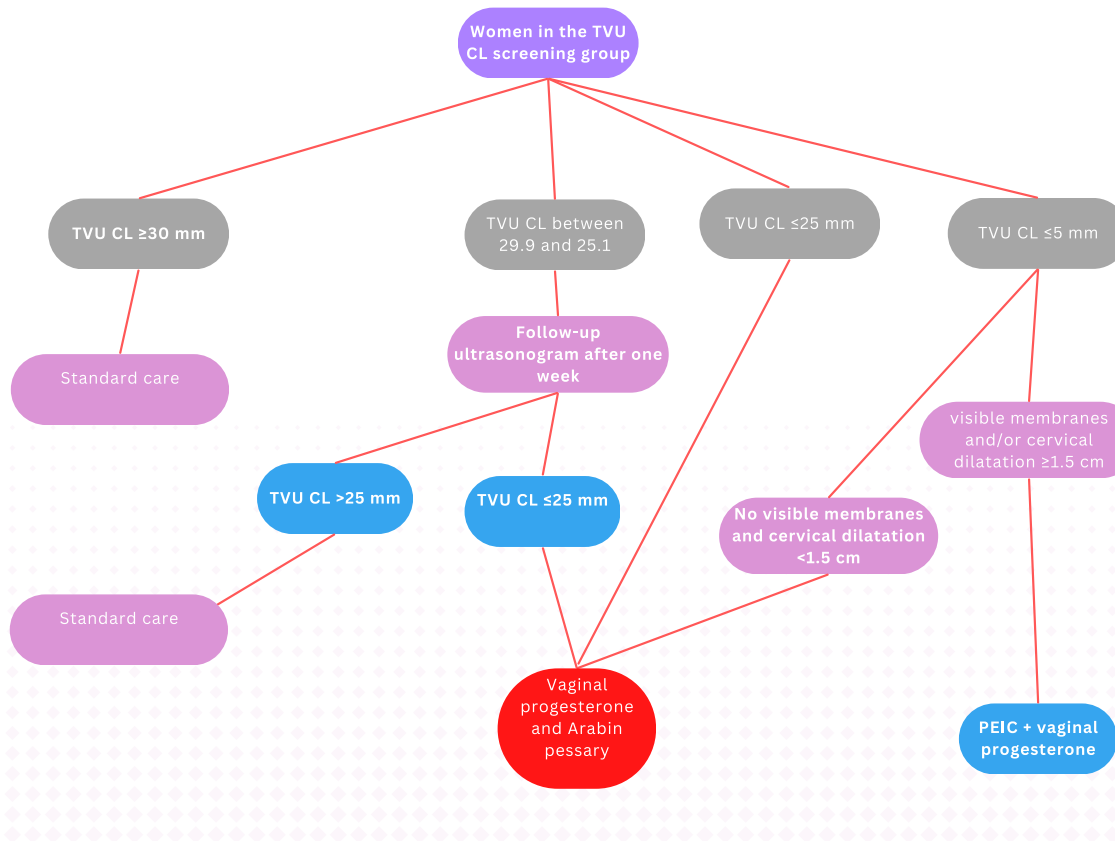 Women in the TVU
CL screening group
TVU CL ≥30 mm
TVU CL between
29.9 and 25.1
TVU CL ≤25 mm
TVU CL ≤5 mm
Follow-up
ultrasonogram after one
week
Standard care
visible membranes
and/or cervical
dilatation ≥1.5 cm
TVU CL >25 mm
TVU CL ≤25 mm
No visible membranes
and cervical dilatation
<1.5 cm
Standard care
Vaginal
progesterone
and Arabin
pessary
PEIC + vaginal
progesterone